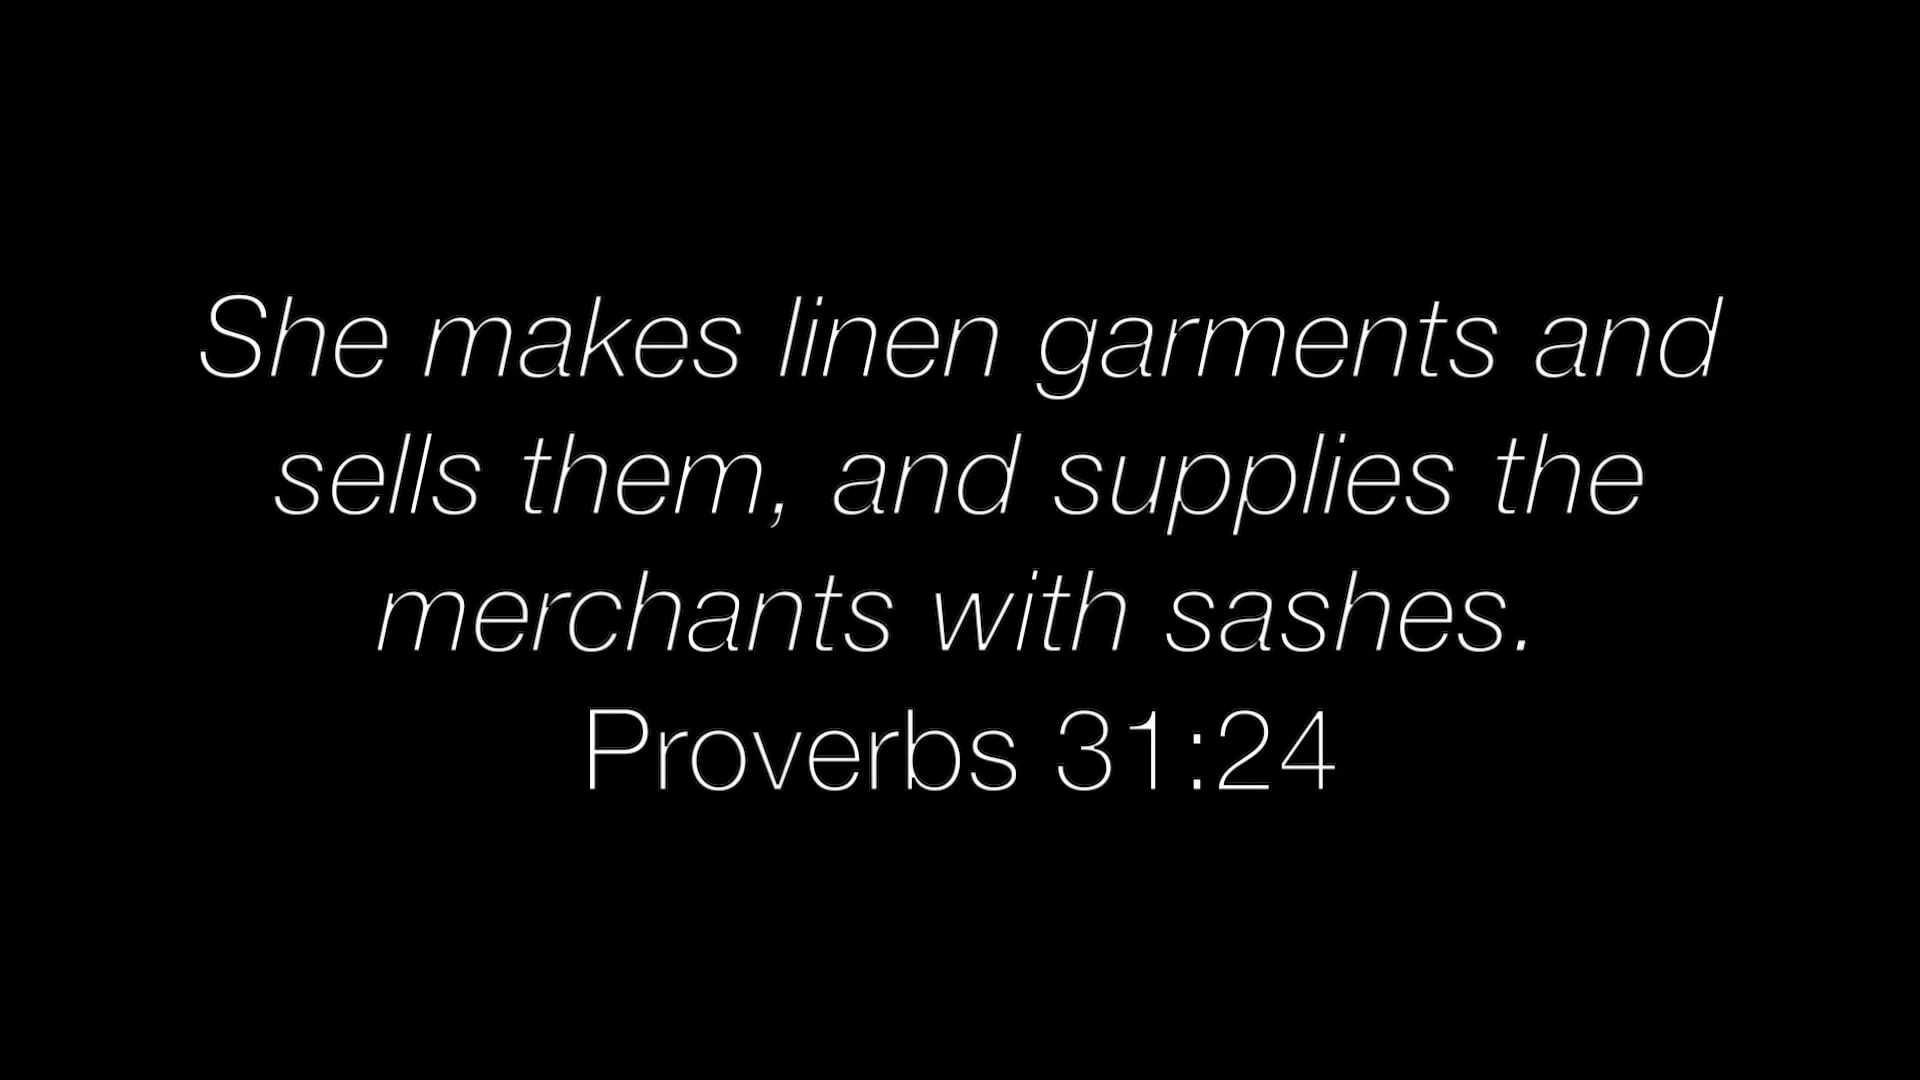 She makes linen garments and
sells them, and supplies the
merchants with sashes.
Proverbs 31:24